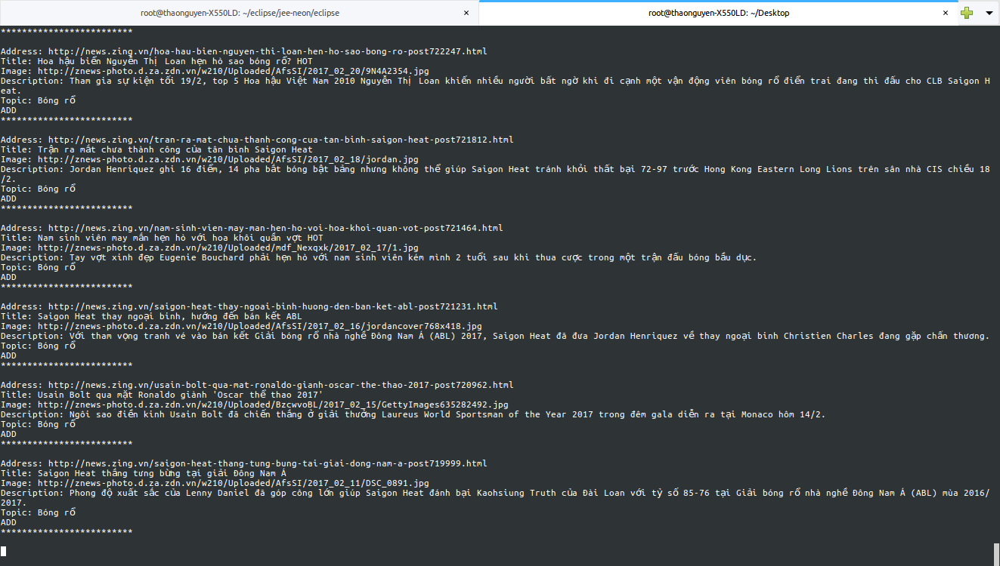 root@thaonguyen-X550LD: ~/eclipse/jee-neon/eclipse × root@thaonguyen-X550LD: ~/Desktop ×
*************************
Address: http://news.zing.vn/hoa-hau-bien-nguyen-thi-loan-hen-ho-sao-bong-ro-post722247.html
Title: Hoa hậu biển Nguyễn Thị Loan hẹn hò sao bóng rổ? HOT
Image: http://znews-photo.d.za.zdn.vn/w210/Uploaded/AfsSI/2017_02_20/9N4A2354.jpg
Description: Tham gia sự kiện tối 19/2, top 5 Hoa hậu Việt Nam 2010 Nguyễn Thị Loan khiến nhiều người bất ngờ khi đi cạnh một vận động viên bóng rổ điển trai đang thi đấu cho CLB Saigon H
eat.
Topic: Bóng rổ
ADD
*************************
Address: http://news.zing.vn/tran-ra-mat-chua-thanh-cong-cua-tan-binh-saigon-heat-post721812.html
Title: Trận ra mắt chưa thành công của tân binh Saigon Heat
Image: http://znews-photo.d.za.zdn.vn/w210/Uploaded/AfsSI/2017_02_18/jordan.jpg
Description: Jordan Henriquez ghi 16 điểm, 14 pha bắt bóng bật bảng nhưng không thể giúp Saigon Heat tránh khỏi thất bại 72-97 trước Hong Kong Eastern Long Lions trên sân nhà CIS chiều 18
/2.
Topic: Bóng rổ
ADD
*************************
Address: http://news.zing.vn/nam-sinh-vien-may-man-hen-ho-voi-hoa-khoi-quan-vot-post721464.html
Title: Nam sinh viên may mắn hẹn hò với hoa khôi quần vợt HOT
Image: http://znews-photo.d.za.zdn.vn/w210/Uploaded/mdf_Nexqxk/2017_02_17/1.jpg
Description: Tay vợt xinh đẹp Eugenie Bouchard phải hẹn hò với nam sinh viên kém mình 2 tuổi sau khi thua cược trong một trận đấu bóng bầu dục.
Topic: Bóng rổ
ADD
*************************
Address: http://news.zing.vn/saigon-heat-thay-ngoai-binh-huong-den-ban-ket-abl-post721231.html
Title: Saigon Heat thay ngoại binh, hướng đến bán kết ABL
Image: http://znews-photo.d.za.zdn.vn/w210/Uploaded/AfsSI/2017_02_16/jordancover768x418.jpg
Description: Với tham vọng tranh vé vào bán kết Giải bóng rổ nhà nghề Đông Nam Á (ABL) 2017, Saigon Heat đã đưa Jordan Henriquez về thay ngoại binh Christien Charles đang gặp chấn thương.
Topic: Bóng rổ
ADD
*************************
Address: http://news.zing.vn/usain-bolt-qua-mat-ronaldo-gianh-oscar-the-thao-2017-post720962.html
Title: Usain Bolt qua mặt Ronaldo giành 'Oscar thể thao 2017'
Image: http://znews-photo.d.za.zdn.vn/w210/Uploaded/BzcwvoBL/2017_02_15/GettyImages635282492.jpg
Description: Ngôi sao điền kinh Usain Bolt đã chiến thắng ở giải thưởng Laureus World Sportsman of the Year 2017 trong đêm gala diễn ra tại Monaco hôm 14/2.
Topic: Bóng rổ
ADD
*************************
Address: http://news.zing.vn/saigon-heat-thang-tung-bung-tai-giai-dong-nam-a-post719999.html
Title: Saigon Heat thắng tưng bừng tại giải Đông Nam Á
Image: http://znews-photo.d.za.zdn.vn/w210/Uploaded/AfsSI/2017_02_11/DSC_0891.jpg
Description: Phong độ xuất sắc của Lenny Daniel đã góp công lớn giúp Saigon Heat đánh bại Kaohsiung Truth của Đài Loan với tỷ số 85-76 tại Giải bóng rổ nhà nghề Đông Nam Á (ABL) mùa 2016/
2017.
Topic: Bóng rổ
ADD
*************************